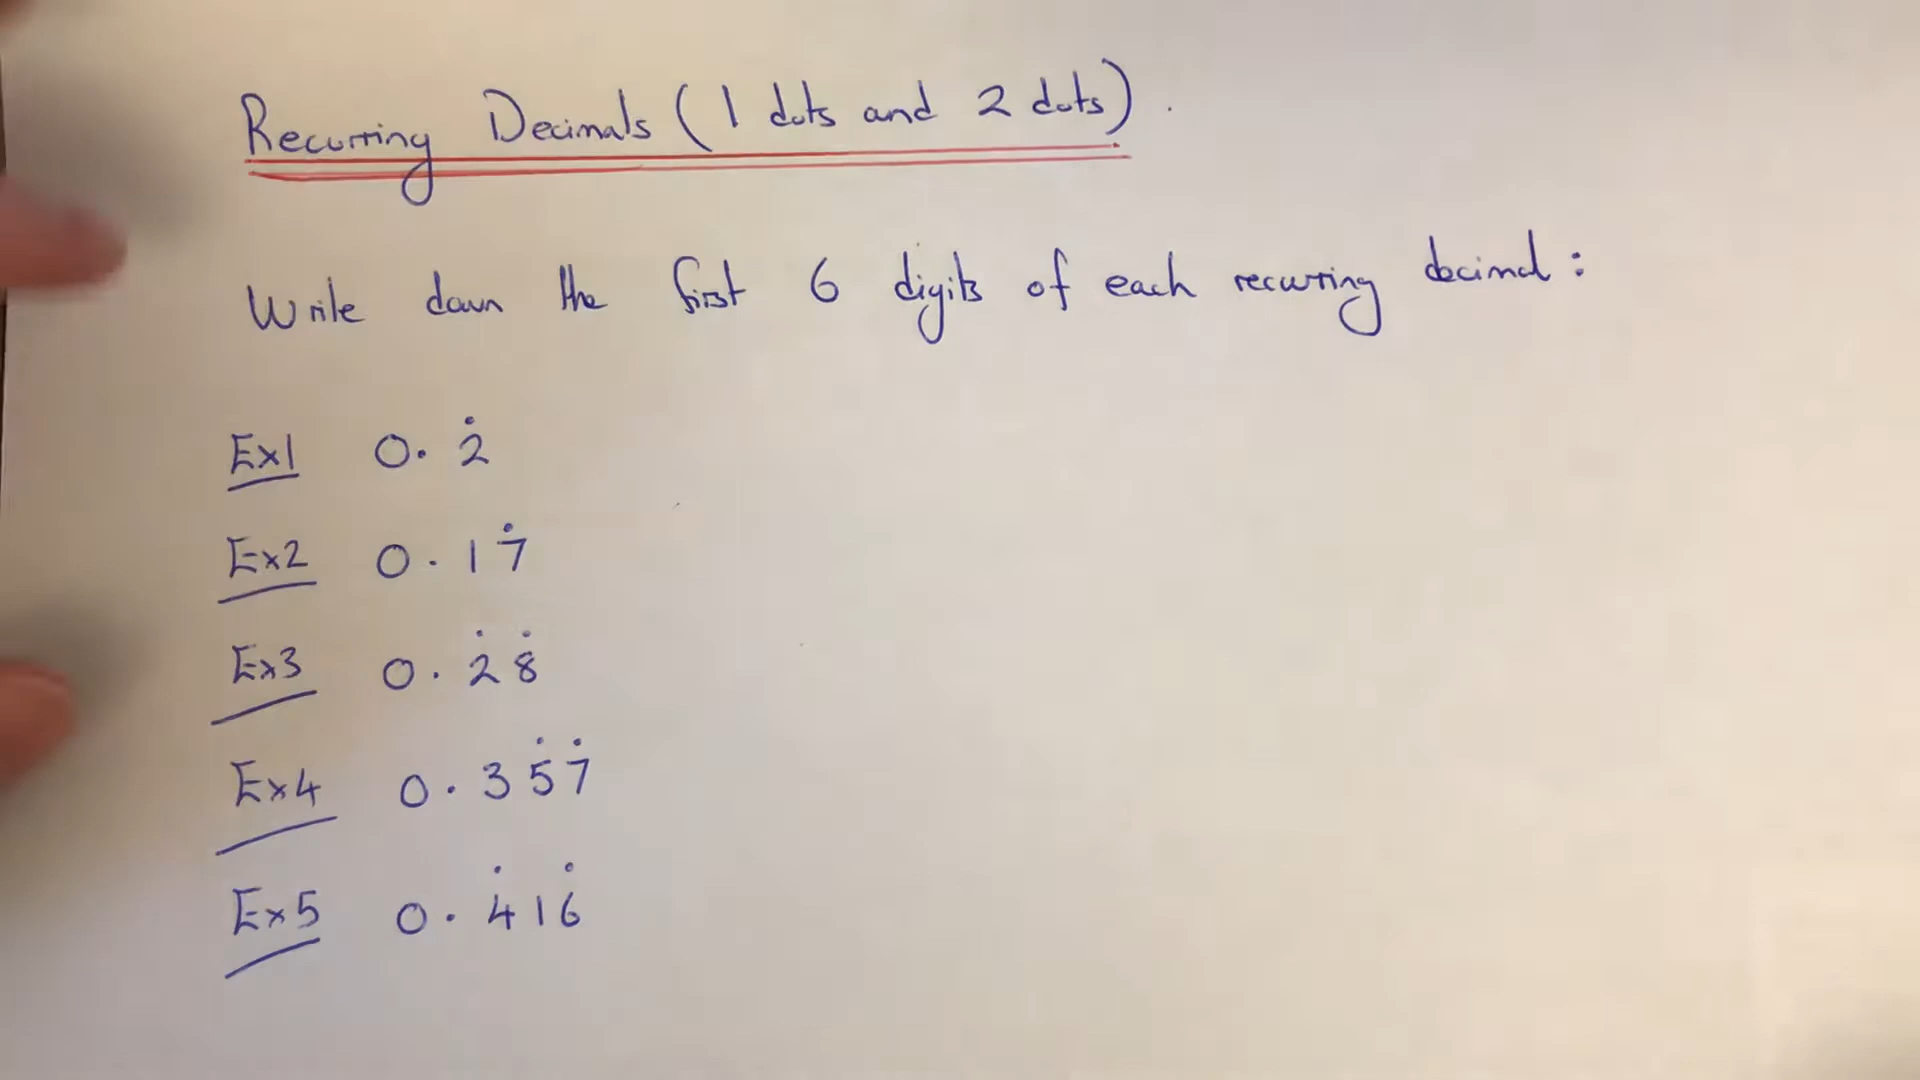 Recurring Decimals (1 dots and 2 dots).
Write down the first 6 digits of each recurring decimal:
Ex1 0.2̇
Ex2 0.17̇
Ex3 0.2̇8̇
Ex4 0.35̇7̇
Ex5 0.4̇16̇